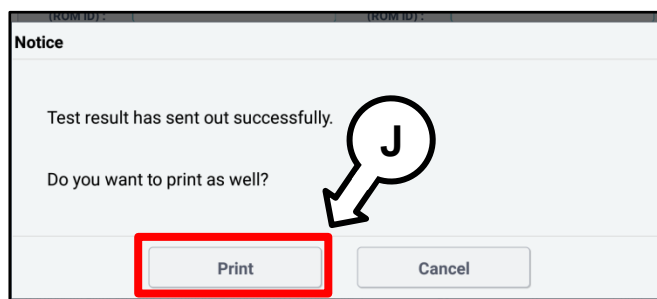 (ROM ID) : (ROM ID) :
Notice
Test result has sent out successfully.
J
Do you want to print as well?
Print Cancel